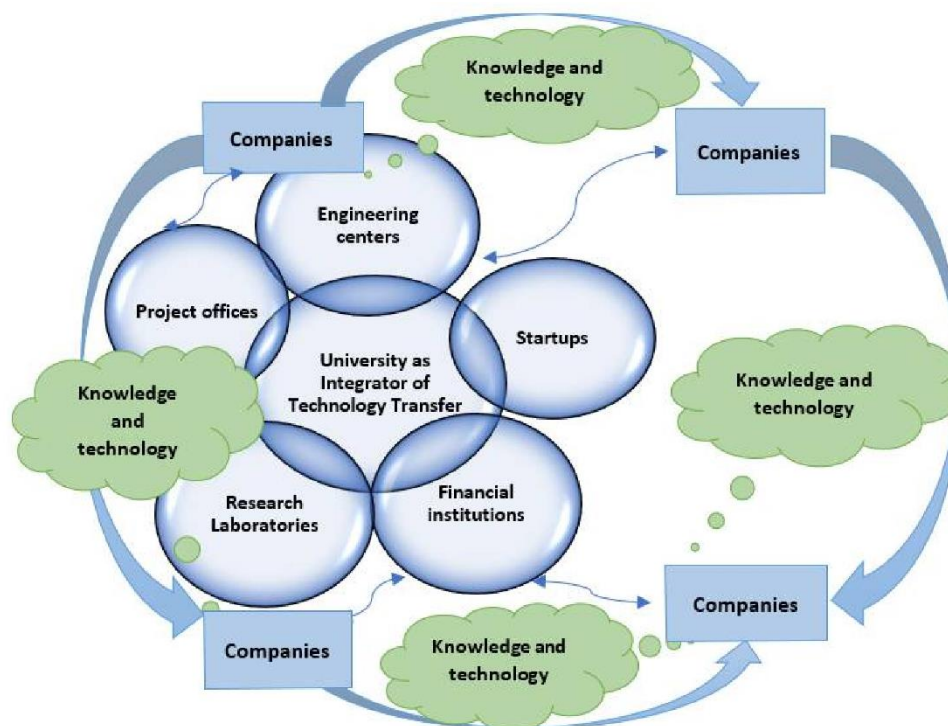 Knowledge and
technology
Companies
Companies
Engineering
centers
Project offices
Startups
University as
Integrator of
Technology Transfer
Knowledge
and
technology
Knowledge and
technology
Research
Laboratories
Financial
institutions
Companies
Companies
Knowledge and
technology